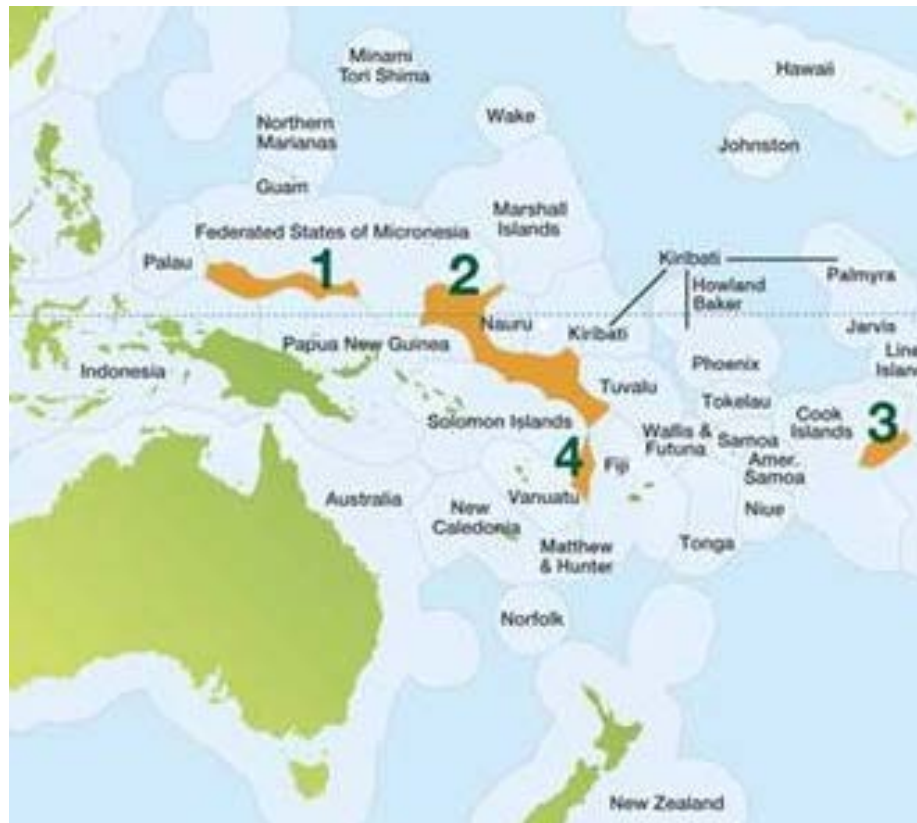 Minami
Tori Shima
Hawaii
Wake
Northern
Marianas
Johnston
Guam
Marshall
Islands
Federated States of Micronesia
Palau
1
2
Kiribati
Palmyra
Howland
Baker
Nauru
Kiribati
Jarvis
Papua New Guinea
Line
Indonesia
Phoenix
Tuvalu
Tokelau
Solomon Islands
Cook
Islands
3
Wallis &
Futuna
Samoa
Amer.
Samoa
4
Fiji
Australia
Vanuatu
New
Caledonia
Niue
Matthew
& Hunter
Tonga
Norfolk
New Zealand